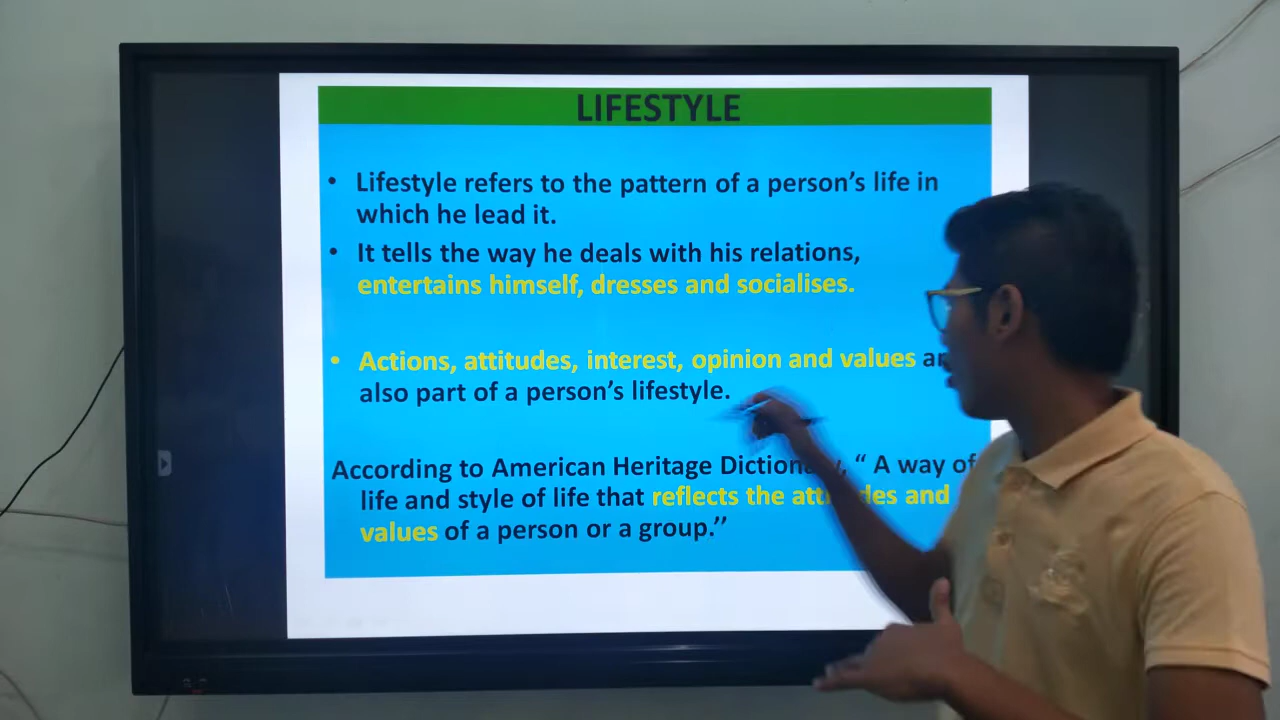 LIFESTYLE
• Lifestyle refers to the pattern of a person's life in
which he lead it.
• It tells the way he deals with his relations,
entertains himself, dresses and socialises.
• Actions, attitudes, interest, opinion and values
also part of a person's lifestyle.
According to American Heritage Dictionary, “ A way of
life and style of life that reflects the attitudes and
values of a person or a group.”